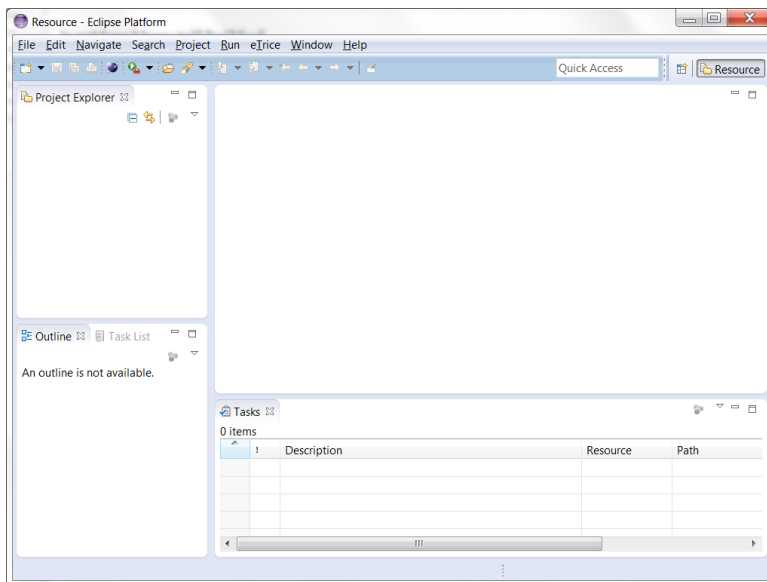 Resource - Eclipse Platform
File Edit Navigate Search Project Run eTrice Window Help
Quick Access
Resource
Project Explorer
Outline
Task List
An outline is not available.
Tasks
0 items
! Description Resource Path